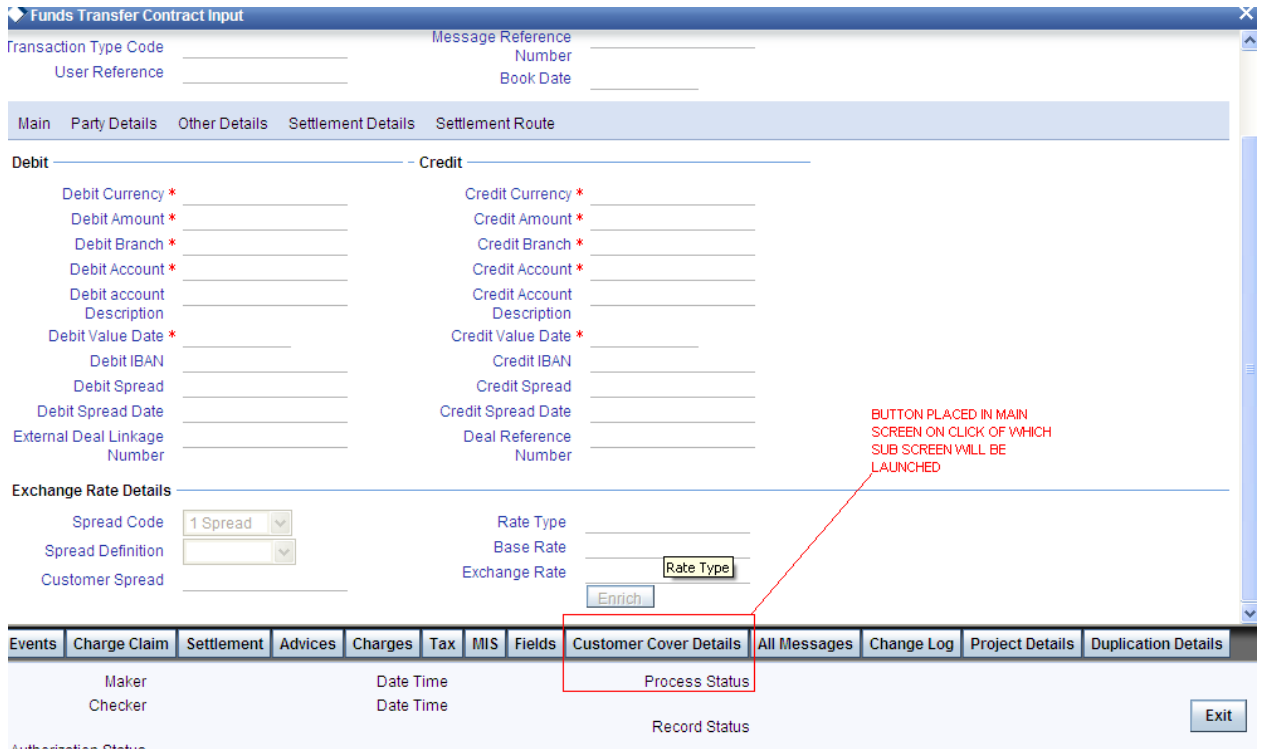 Funds Transfer Contract Input
Transaction Type Code
Message Reference Number
User Reference
Book Date
Main Party Details Other Details Settlement Details Settlement Route
Debit
Credit
Debit Currency *
Credit Currency *
Debit Amount *
Credit Amount *
Debit Branch *
Credit Branch *
Debit Account *
Credit Account *
Debit account
Description
Credit Account
Description
Debit Value Date *
Credit Value Date *
Debit IBAN
Credit IBAN
Debit Spread
Credit Spread
Debit Spread Date
Credit Spread Date
External Deal Linkage
Number
Deal Reference
Number
BUTTON PLACED IN MAIN
SCREEN ON CLICK OF WHICH
SUB SCREEN WILL BE
LAUNCHED
Exchange Rate Details
Spread Code 1 Spread
Rate Type
Spread Definition
Base Rate
Customer Spread
Exchange Rate
Rate Type
Enrich
Events Charge Claim Settlement Advices Charges Tax MIS Fields Customer Cover Details All Messages Change Log Project Details Duplication Details
Maker Date Time Process Status
Checker Date Time
Record Status
Exit
Authorization Status